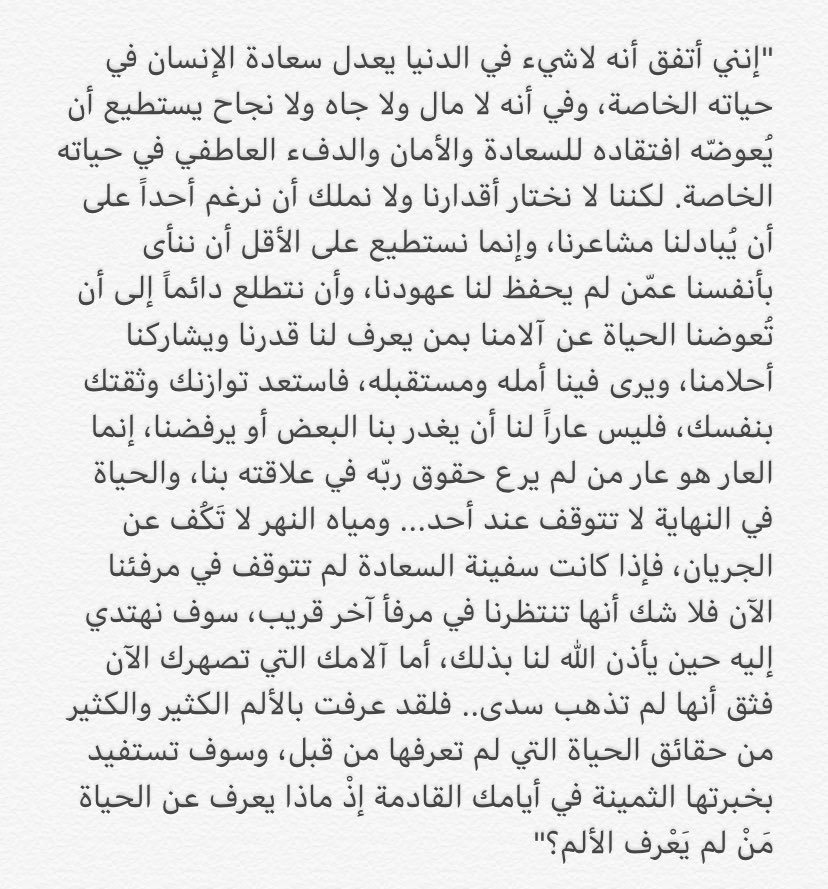 "إنني أتفق أنه لاشيء في الدنيا يعدل سعادة الإنسان في
حياته الخاصة، وفي أنه لا مال ولا جاه ولا نجاح يستطيع أن
يُعوضّه افتقاده للسعادة والأمان والدفء العاطفي في حياته
الخاصة. لكننا لا نختار أقدارنا ولا نملك أن نرغم أحداً على
أن يُبادلنا مشاعرنا، وإنما نستطيع على الأقل أن ننأى
بأنفسنا عمّن لم يحفظ لنا عهودنا، وأن نتطلع دائماً إلى أن
تُعوضنا الحياة عن آلامنا بمن يعرف لنا قدرنا ويشاركنا
أحلامنا، ويرى فينا أمله ومستقبله، فاستعد توازنك وثقتك
بنفسك، فليس عاراً لنا أن يغدر بنا البعض أو يرفضنا، إنما
العار هو عار من لم يرع حقوق ربّه في علاقته بنا، والحياة
في النهاية لا تتوقف عند أحد... ومياه النهر لا تَكُف عن
الجريان، فإذا كانت سفينة السعادة لم تتوقف في مرفئنا
الآن فلا شك أنها تنتظرنا في مرفأ آخر قريب، سوف نهتدي
إليه حين يأذن الله لنا بذلك، أما آلامك التي تصهرك الآن
فثق أنها لم تذهب سدى.. فلقد عرفت بالألم الكثير والكثير
من حقائق الحياة التي لم تعرفها من قبل، وسوف تستفيد
بخبرتها الثمينة في أيامك القادمة إذْ ماذا يعرف عن الحياة
مَنْ لم يَعْرف الألم؟"